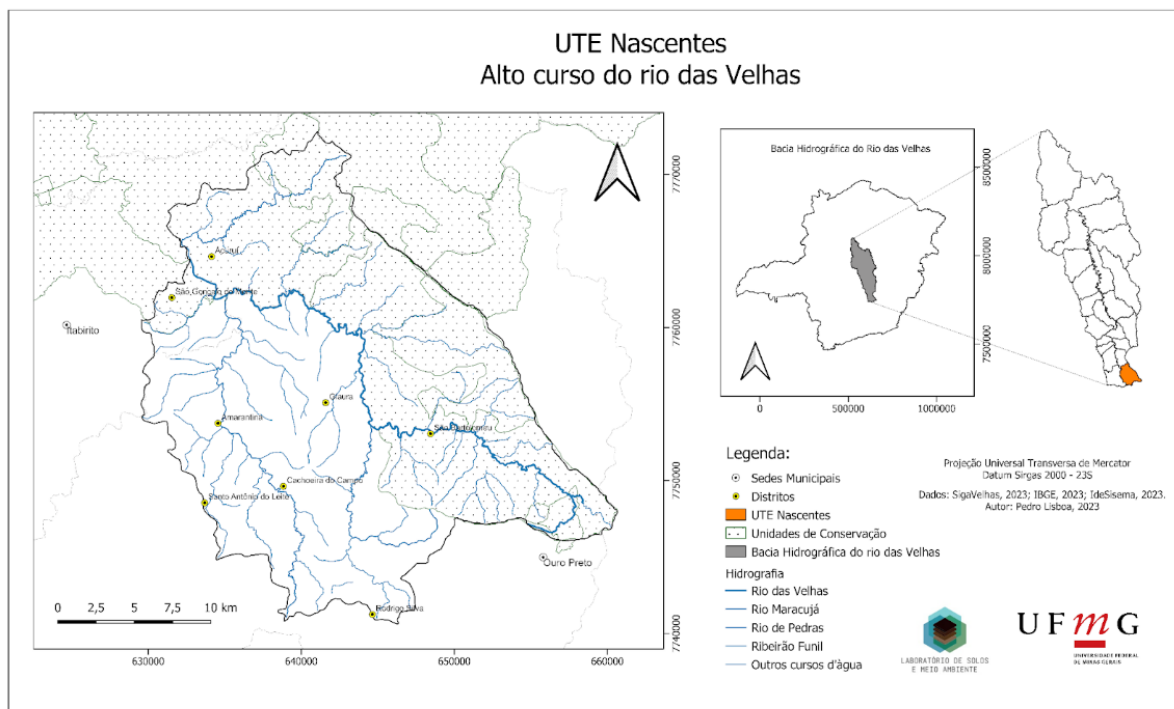 UTE Nascentes
Alto curso do rio das Velhas
Acuruí
São Gonçalo do Monte
Itabirito
Glaura
Amarantina
São Bartolomeu
Cachoeira do Campo
Santo Antônio do Leite
Ouro Preto
Rodrigo Silva
0 2,5 5 7,5 10 km
630000 640000 650000 660000
7770000
7760000
7750000
7740000
Bacia Hidrográfica do Rio das Velhas
8500000
8000000
7500000
0 500000 1000000
Legenda:
Sedes Municipais
Distritos
UTE Nascentes
Unidades de Conservação
Bacia Hidrográfica do rio das Velhas
Hidrografia
Rio das Velhas
Rio Maracujá
Rio de Pedras
Ribeirão Funil
Outros cursos d'água
Projeção Universal Transversa de Mercator
Datum Sirgas 2000 - 23S
Dados: SigaVelhas, 2023; IBGE, 2023; IdeSisema, 2023.
Autor: Pedro Lisboa, 2023
LABORATÓRIO DE SOLOS
E MEIO AMBIENTE
UFmG
UNIVERSIDADE FEDERAL
DE MINAS GERAIS